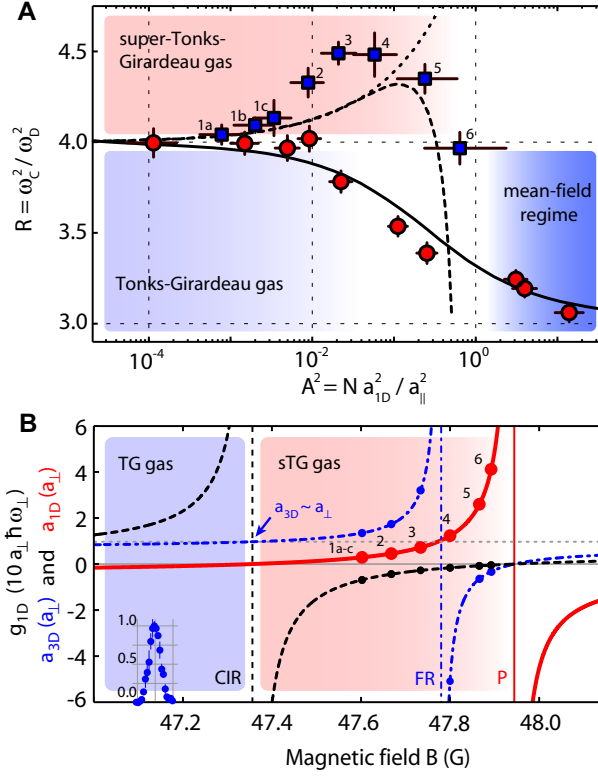 A
super-Tonks-
Girardeau gas
1a
1b
1c
2
3
4
5
6
4.5
4.0
3.5
3.0
R = ω_C^2 / ω_D^2
mean-field
regime
Tonks-Girardeau gas
10^-4
10^-2
10^0
A^2 = N a_1D^2 / a_||^2
B
6
4
2
0
-2
-4
-6
g_1D (10 a_⊥ ħω_⊥)
a_3D (a_⊥) and a_1D (a_⊥)
TG gas
sTG gas
a_3D ~ a_⊥
1a-c
2
3
4
5
6
1.0
0.5
0.0
CIR
FR
P
47.2
47.4
47.6
47.8
48.0
Magnetic field B (G)